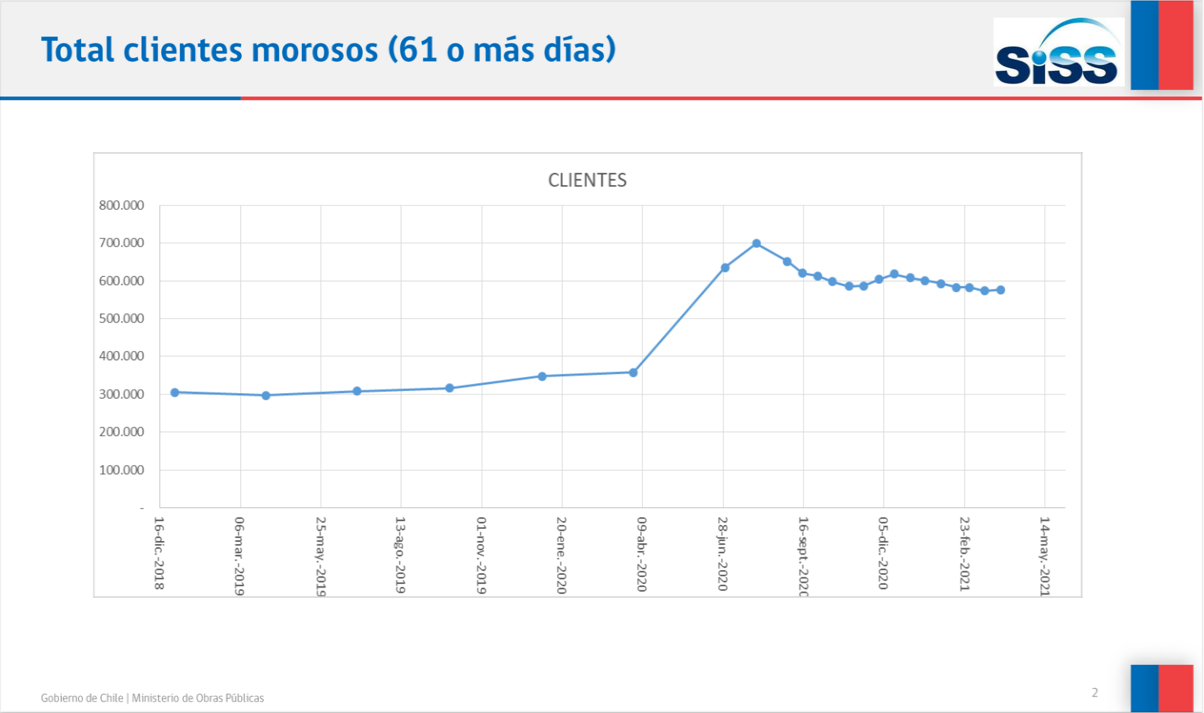 Total clientes morosos (61 o más días)
SiSS
CLIENTES
800.000
700.000
600.000
500.000
400.000
300.000
200.000
100.000
-
16-dic.-2018
06-mar.-2019
25-may.-2019
13-ago.-2019
01-nov.-2019
20-ene.-2020
09-abr.-2020
28-jun.-2020
16-sept.-2020
05-dic.-2020
23-feb.-2021
14-may.-2021
Gobierno de Chile | Ministerio de Obras Públicas
2